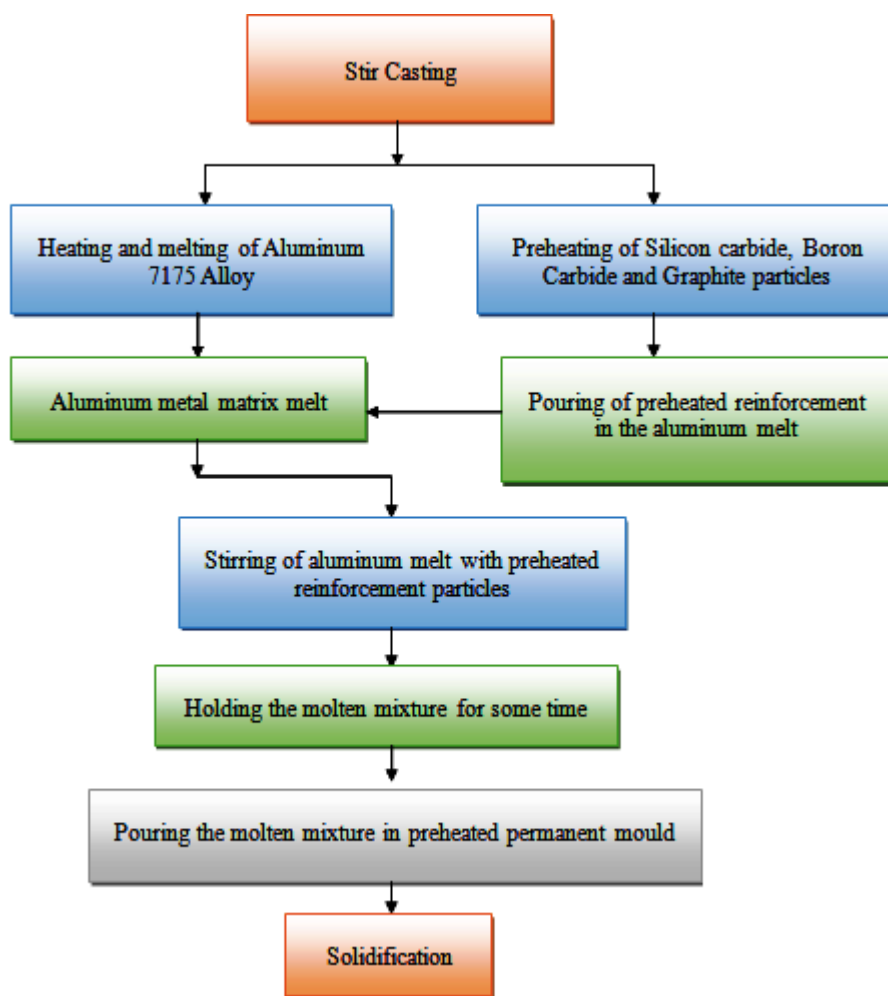 Stir Casting
Heating and melting of Aluminum
7175 Alloy
Preheating of Silicon carbide, Boron
Carbide and Graphite particles
Aluminum metal matrix melt
Pouring of preheated reinforcement
in the aluminum melt
Stirring of aluminum melt with preheated
reinforcement particles
Holding the molten mixture for some time
Pouring the molten mixture in preheated permanent mould
Solidification